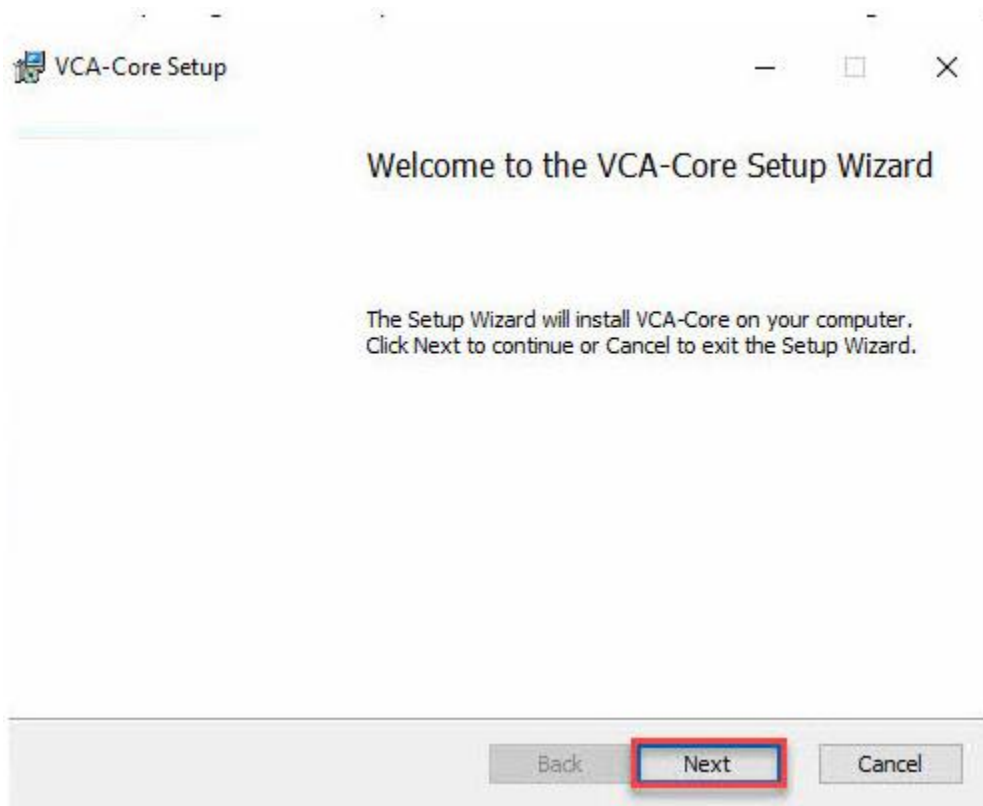 VCA-Core Setup
Welcome to the VCA-Core Setup Wizard
The Setup Wizard will install VCA-Core on your computer.
Click Next to continue or Cancel to exit the Setup Wizard.
Back Next Cancel